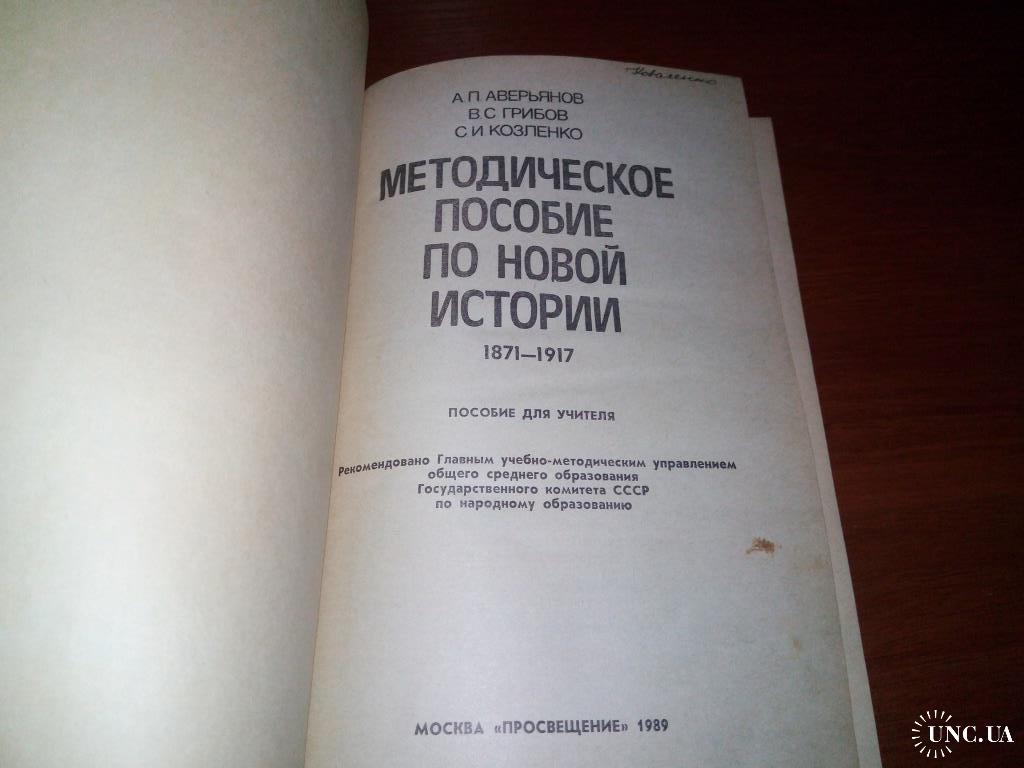 Коваленко
А. П. АВЕРЬЯНОВ
В. С. ГРИБОВ
С. И. КОЗЛЕНКО
МЕТОДИЧЕСКОЕ
ПОСОБИЕ
ПО НОВОЙ
ИСТОРИИ
1871—1917
ПОСОБИЕ ДЛЯ УЧИТЕЛЯ
Рекомендовано Главным учебно-методическим управлением
общего среднего образования
Государственного комитета СССР
по народному образованию
МОСКВА «ПРОСВЕЩЕНИЕ» 1989
UNC.UA